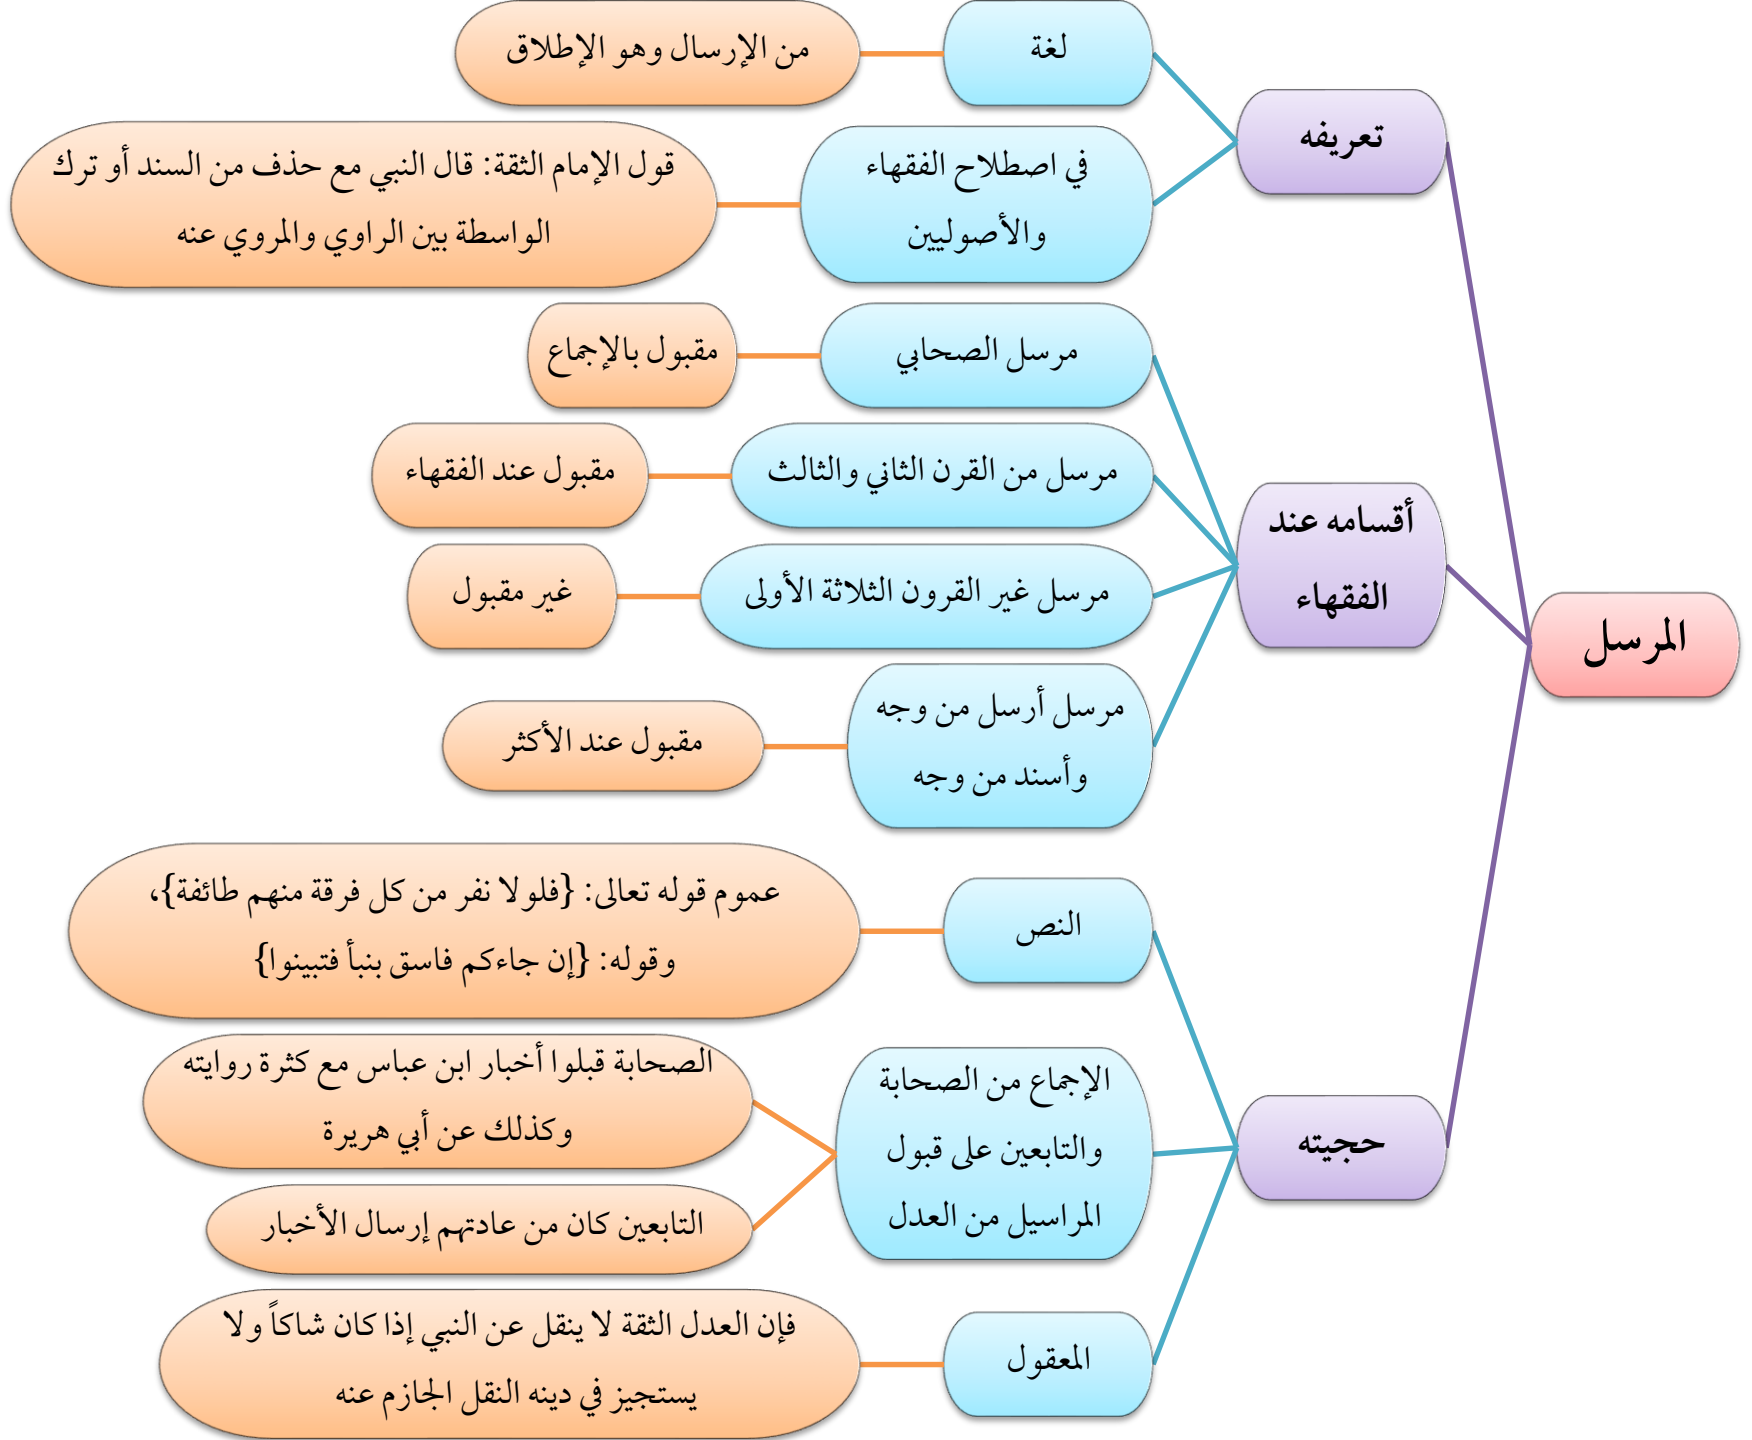 المرسل
تعريفه
لغة
من الإرسال وهو الإطلاق
في اصطلاح الفقهاء
والأصوليين
قول الإمام الثقة: قال النبي مع حذف من السند أو ترك
الواسطة بين الراوي والمروي عنه
أقسامه عند
الفقهاء
مرسل الصحابي
مقبول بالإجماع
مرسل من القرن الثاني والثالث
مقبول عند الفقهاء
مرسل غير القرون الثلاثة الأولى
غير مقبول
مرسل أرسل من وجه
وأسند من وجه
مقبول عند الأكثر
حجيته
النص
عموم قوله تعالى: {فلولا نفر من كل فرقة منهم طائفة}،
وقوله: {إن جاءكم فاسق بنبأ فتبينوا}
الإجماع من الصحابة
والتابعين على قبول
المراسيل من العدل
الصحابة قبلوا أخبار ابن عباس مع كثرة روايته
وكذلك عن أبي هريرة
التابعين كان من عادتهم إرسال الأخبار
المعقول
فإن العدل الثقة لا ينقل عن النبي إذا كان شاكاً ولا
يستجيز في دينه النقل الجازم عنه